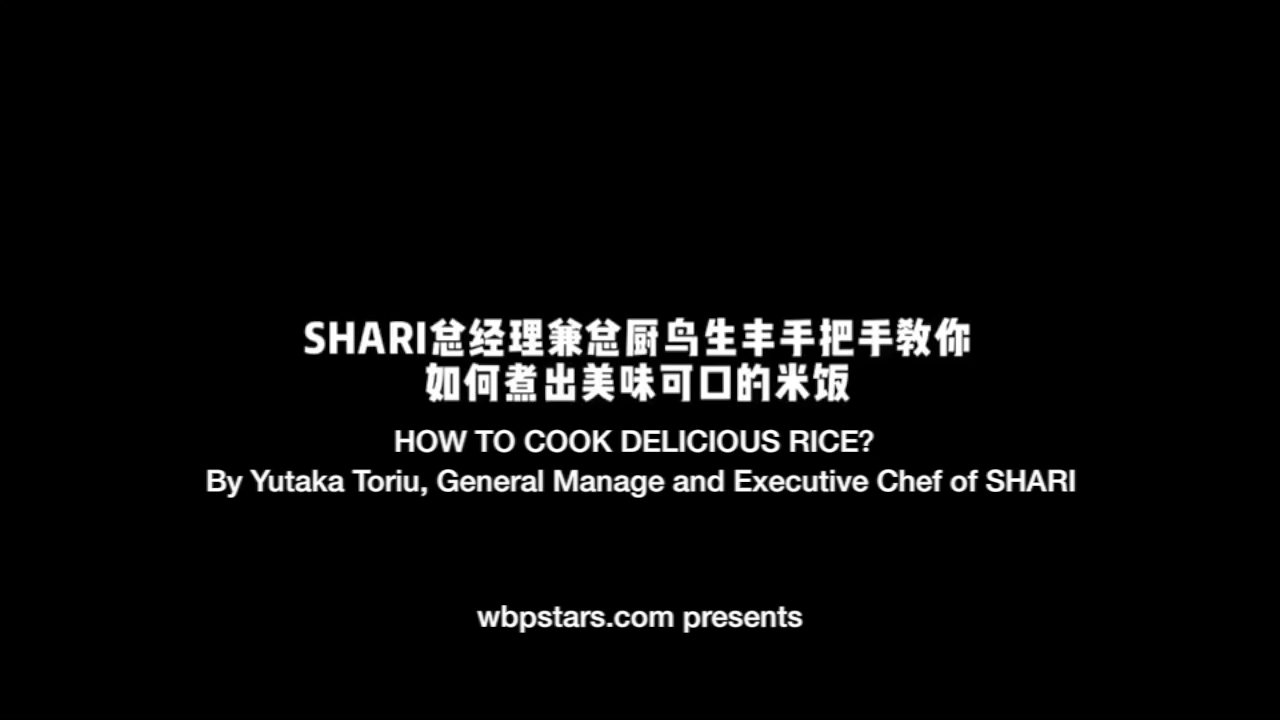 SHARI总经理兼总厨鸟生丰手把手教你
如何煮出美味可口的米饭
HOW TO COOK DELICIOUS RICE?
By Yutaka Toriu, General Manage and Executive Chef of SHARI
wbpstars.com presents